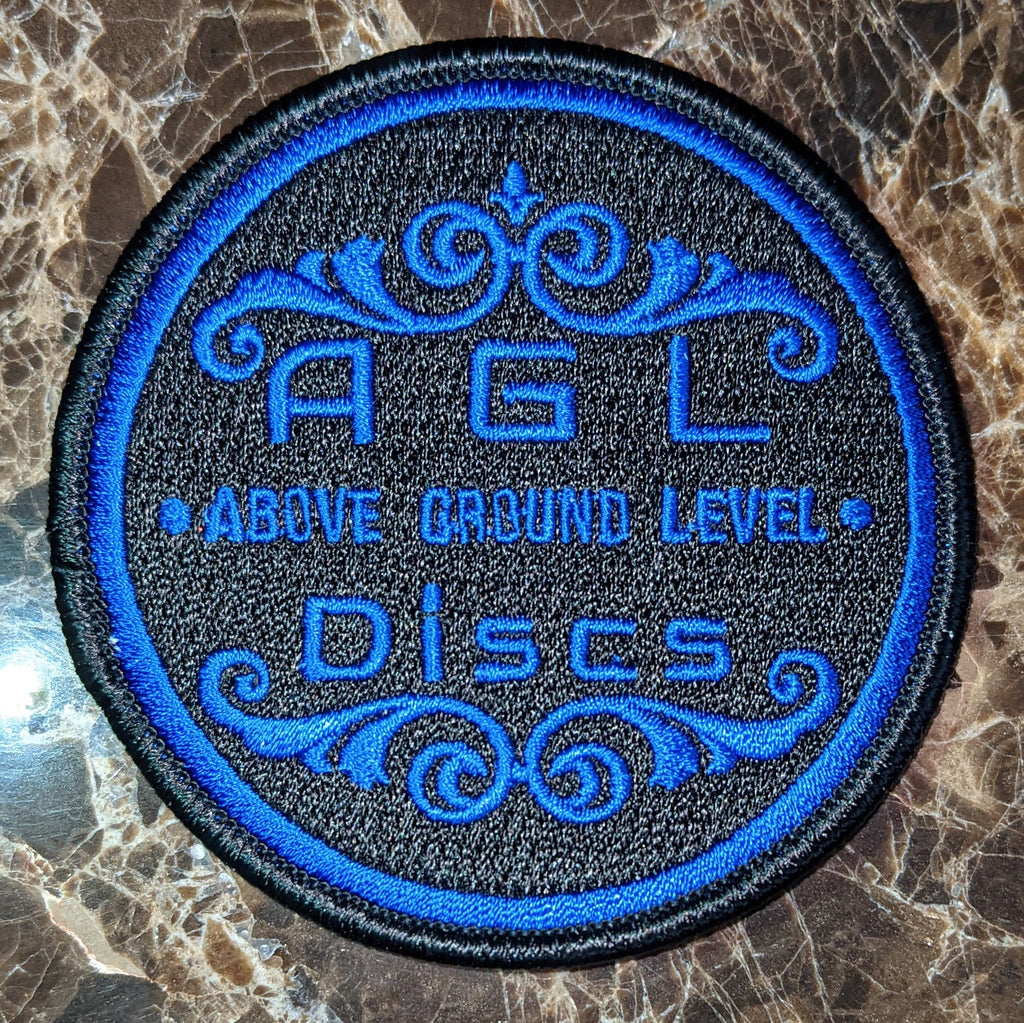 AGL
• ABOVE GROUND LEVEL •
Discs